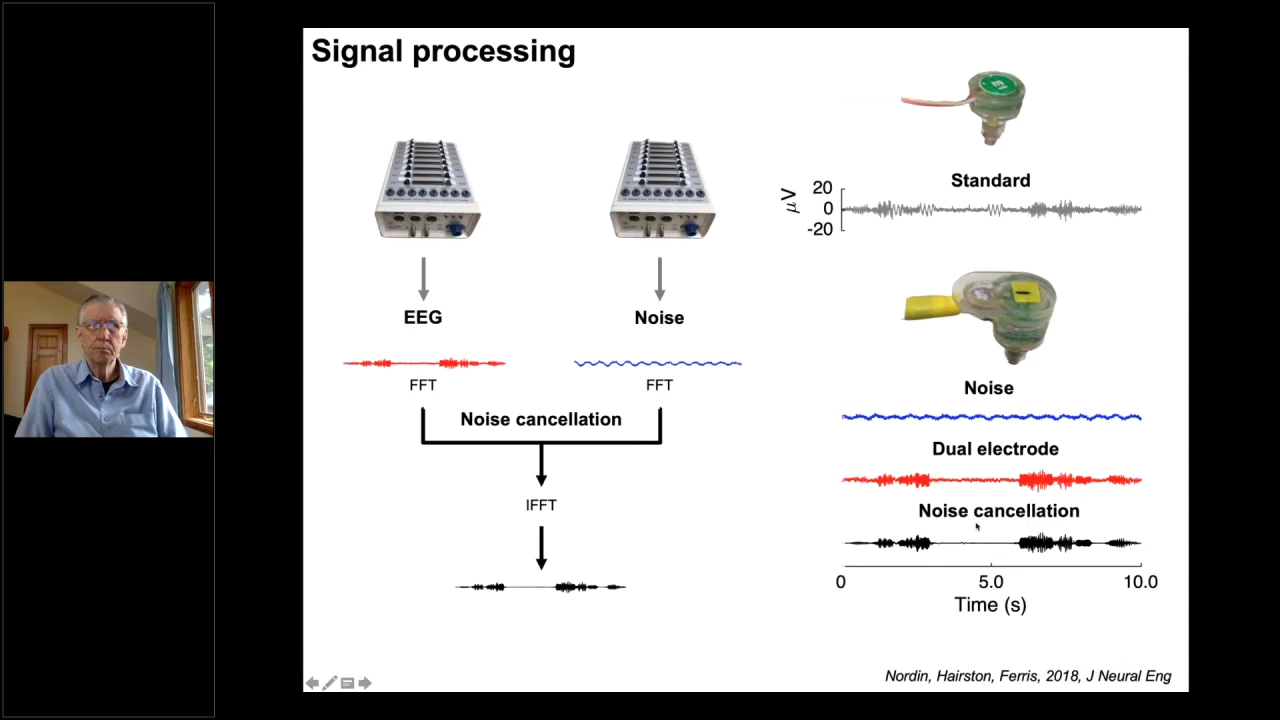 Signal processing
EEG
Noise
FFT
FFT
Noise cancellation
IFFT
Standard
μV
20
0
-20
Noise
Dual electrode
Noise cancellation
0
5.0
10.0
Time (s)
Nordin, Hairston, Ferris, 2018, J Neural Eng